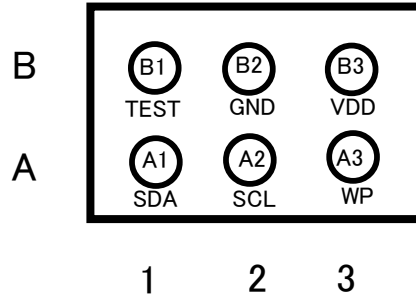 B B1 B2 B3
TEST GND VDD
A A1 A2 A3
SDA SCL WP
1 2 3